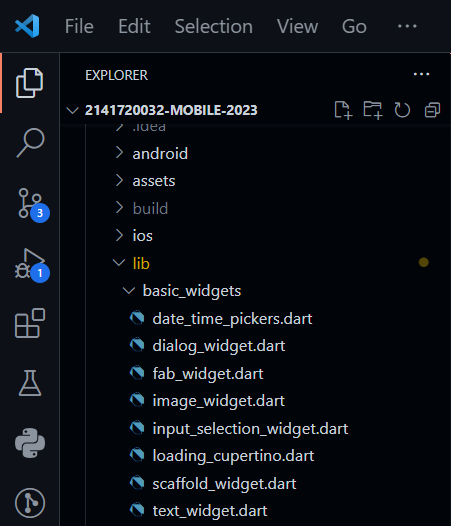 File Edit Selection View Go ···
EXPLORER ···
2141720032-MOBILE-2023
.idea
android
assets
build
ios
lib
basic_widgets
date_time_pickers.dart
dialog_widget.dart
fab_widget.dart
image_widget.dart
input_selection_widget.dart
loading_cupertino.dart
scaffold_widget.dart
text_widget.dart
3
1